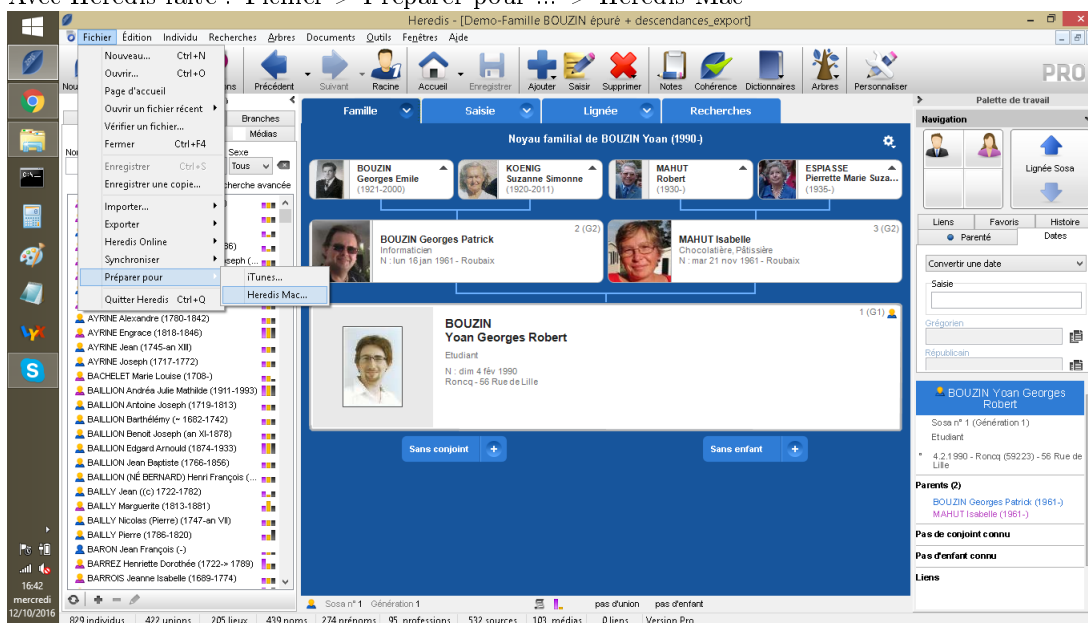 Avec Heredis faite : Fichier > Préparer pour ... > Heredis Mac
Heredis - [Demo-Famille BOUZIN épuré + descendances_export]
Fichier Édition Individu Recherches Arbres Documents Outils Fenêtres Aide
Précédent Suivant Racine Accueil Enregistrer Ajouter Saisir Supprimer Notes Cohérence Dictionnaires Arbres Personnaliser
PRO
Nouveau... Ctrl+N
Ouvrir... Ctrl+O
Page d'accueil
Ouvrir un fichier récent
Vérifier un fichier...
Fermer Ctrl+F4
Enregistrer Ctrl+S
Enregistrer une copie...
Importer...
Exporter
Heredis Online
Synchroniser
Préparer pour
Quitter Heredis Ctrl+Q
iTunes...
Heredis Mac...
Branches
Médias
Sexe
Tous
AYRINE Alexandre (1780-1842)
AYRINE Engrace (1818-1846)
AYRINE Jean (1745-an XIII)
AYRINE Joseph (1717-1772)
BACHELET Marie Louise (1708-)
BAILLION Andréa Julie Mathilde (1911-1993)
BAILLION Antoine Joseph (1719-1813)
BAILLION Barthélémy (~ 1682-1742)
BAILLION Benoit Joseph (an XI-1878)
BAILLION Edgard Arnould (1874-1933)
BAILLION Jean Baptiste (1766-1856)
BAILLION (NÉ BERNARD) Henri François (...
BAILLY Jean ((c) 1722-1782)
BAILLY Marguerite (1813-1881)
BAILLY Nicolas (Pierre) (1747-an VII)
BAILLY Pierre (1786-1820)
BARON Jean François (-)
BARREZ Henriette Dorothée (1722-> 1789)
BARROIS Jeanne Isabelle (1689-1774)
Famille Saisie Lignée Recherches
Noyau familial de BOUZIN Yoan (1990-)
BOUZIN
Georges Emile
(1921-2000)
KOENIG
Suzanne Simonne
(1920-2011)
MAHUT
Robert
(1930-)
ESPIASSE
Pierrette Marie Suza...
(1935-)
2 (G2)
BOUZIN Georges Patrick
Informaticien
N : lun 16 jan 1961 - Roubaix
3 (G2)
MAHUT Isabelle
Chocolatière, Pâtissière
N : mar 21 nov 1961 - Roubaix
1 (G1)
BOUZIN
Yoan Georges Robert
Etudiant
N : dim 4 fév 1990
Roncq - 56 Rue de Lille
Sans conjoint
Sans enfant
Palette de travail
Navigation
Lignée Sosa
Liens Favoris Histoire
Parenté Dates
Convertir une date
Saisie
Grégorien
Républicain
BOUZIN Yoan Georges
Robert
Sosa n° 1 (Génération 1)
Etudiant
° 4.2.1990 - Roncq (59223) - 56 Rue de
Lille
Parents (2)
BOUZIN Georges Patrick (1961-)
MAHUT Isabelle (1961-)
Pas de conjoint connu
Pas d'enfant connu
Liens
Sosa n° 1 Génération 1 pas d'union pas d'enfant
829 individus 422 unions 205 lieux 439 noms 274 prénoms 95 professions 532 sources 103 médias 0 liens Version Pro
16:42
mercredi
12/10/2016